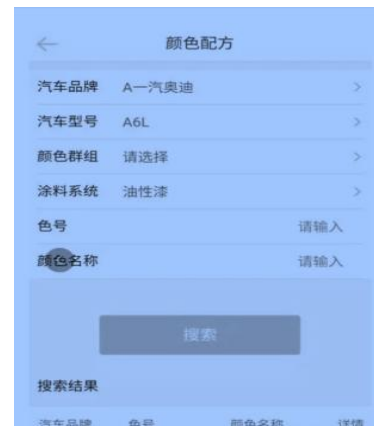 颜色配方
汽车品牌 A一汽奥迪
汽车型号 A6L
颜色群组 请选择
涂料系统 油性漆
色号 请输入
颜色名称 请输入
搜索
搜索结果
汽车品牌 色号 颜色名称 详情